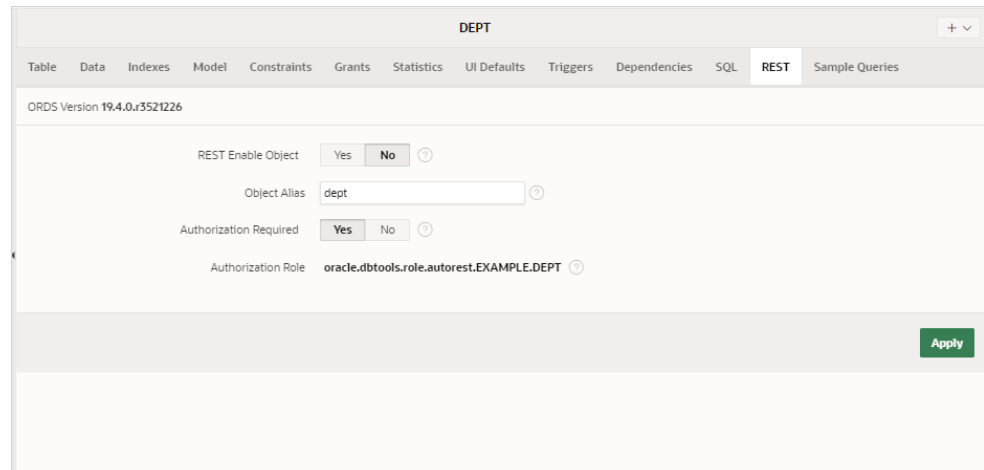 DEPT
Table Data Indexes Model Constraints Grants Statistics UI Defaults Triggers Dependencies SQL REST Sample Queries
ORDS Version 19.4.0.r3521226
REST Enable Object Yes No ?
Object Alias dept ?
Authorization Required Yes No ?
Authorization Role oracle.dbtools.role.autorest.EXAMPLE.DEPT ?
Apply